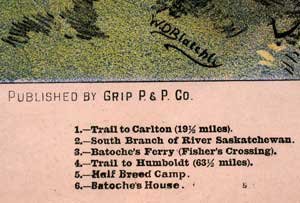 W.D.Blatchly
PUBLISHED BY GRIP P. & P. CO.
1.—Trail to Carlton (19½ miles).
2.—South Branch of River Saskatchewan.
3.—Batoche's Ferry (Fisher's Crossing).
4.—Trail to Humboldt (63½ miles).
5.—Half Breed Camp.
6.—Batoche's House.